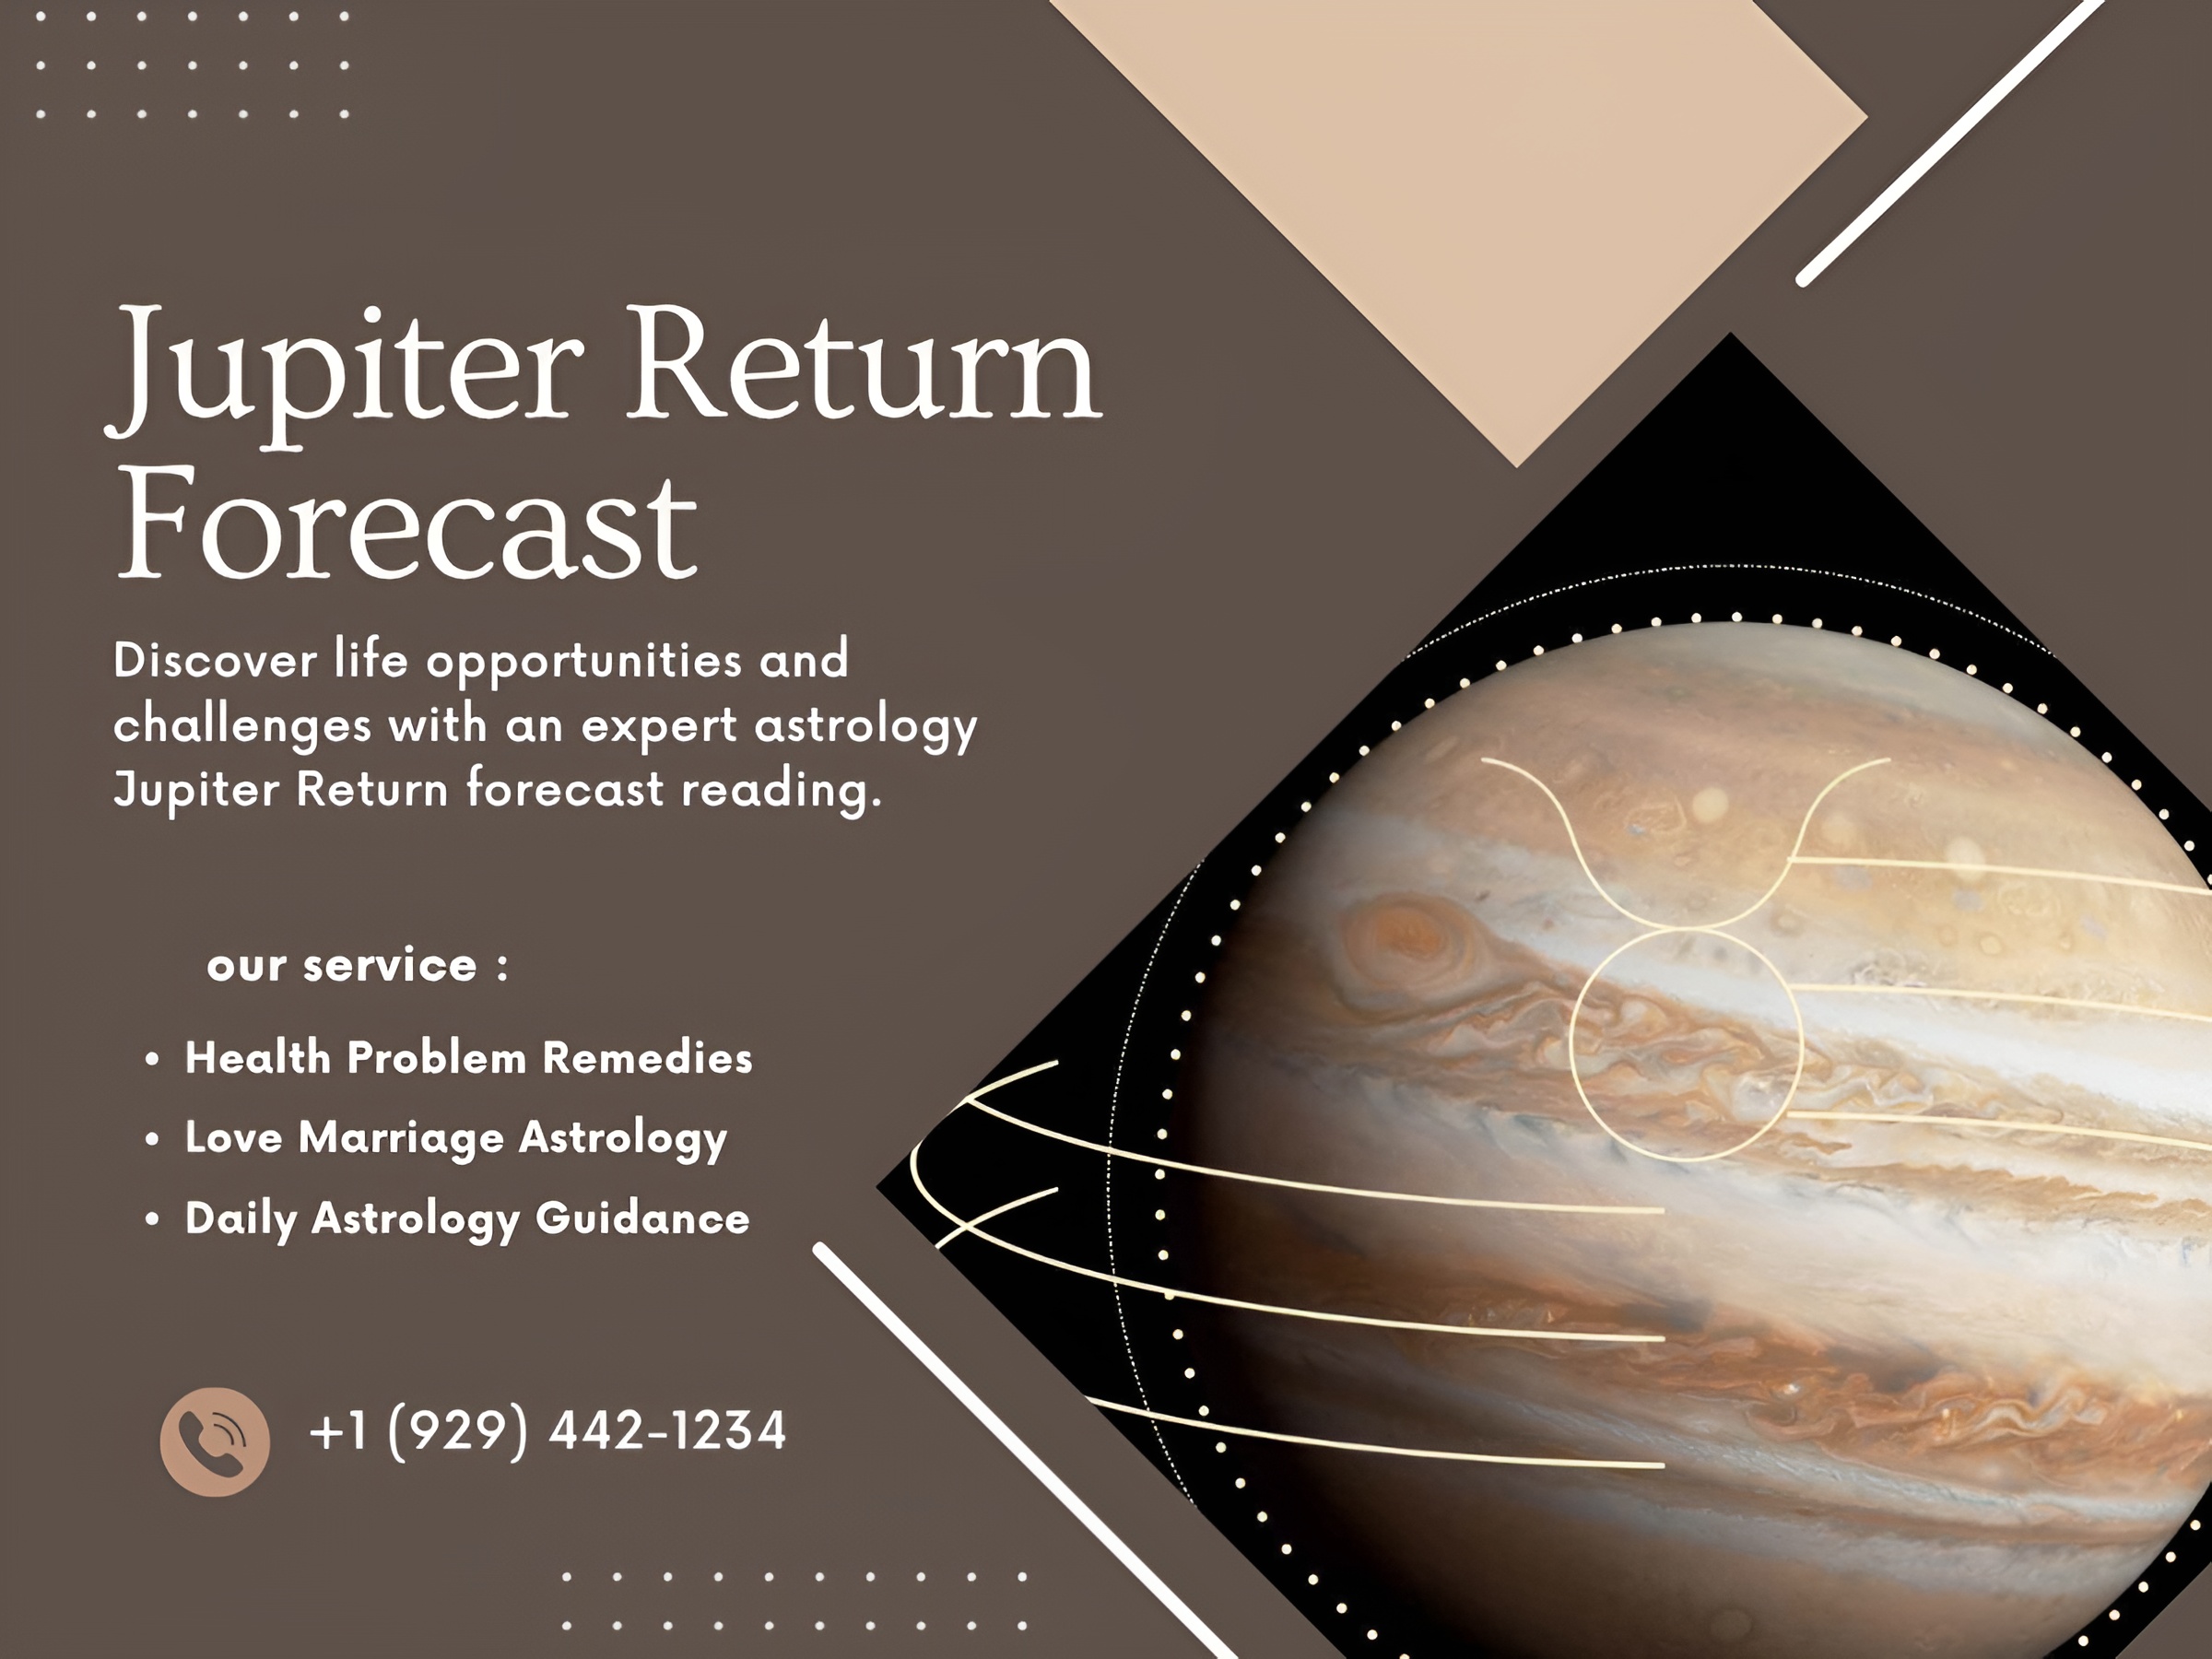 Jupiter Return
Forecast
Discover life opportunities and
challenges with an expert astrology
Jupiter Return forecast reading.
our service :
• Health Problem Remedies
• Love Marriage Astrology
• Daily Astrology Guidance
+1 (929) 442-1234